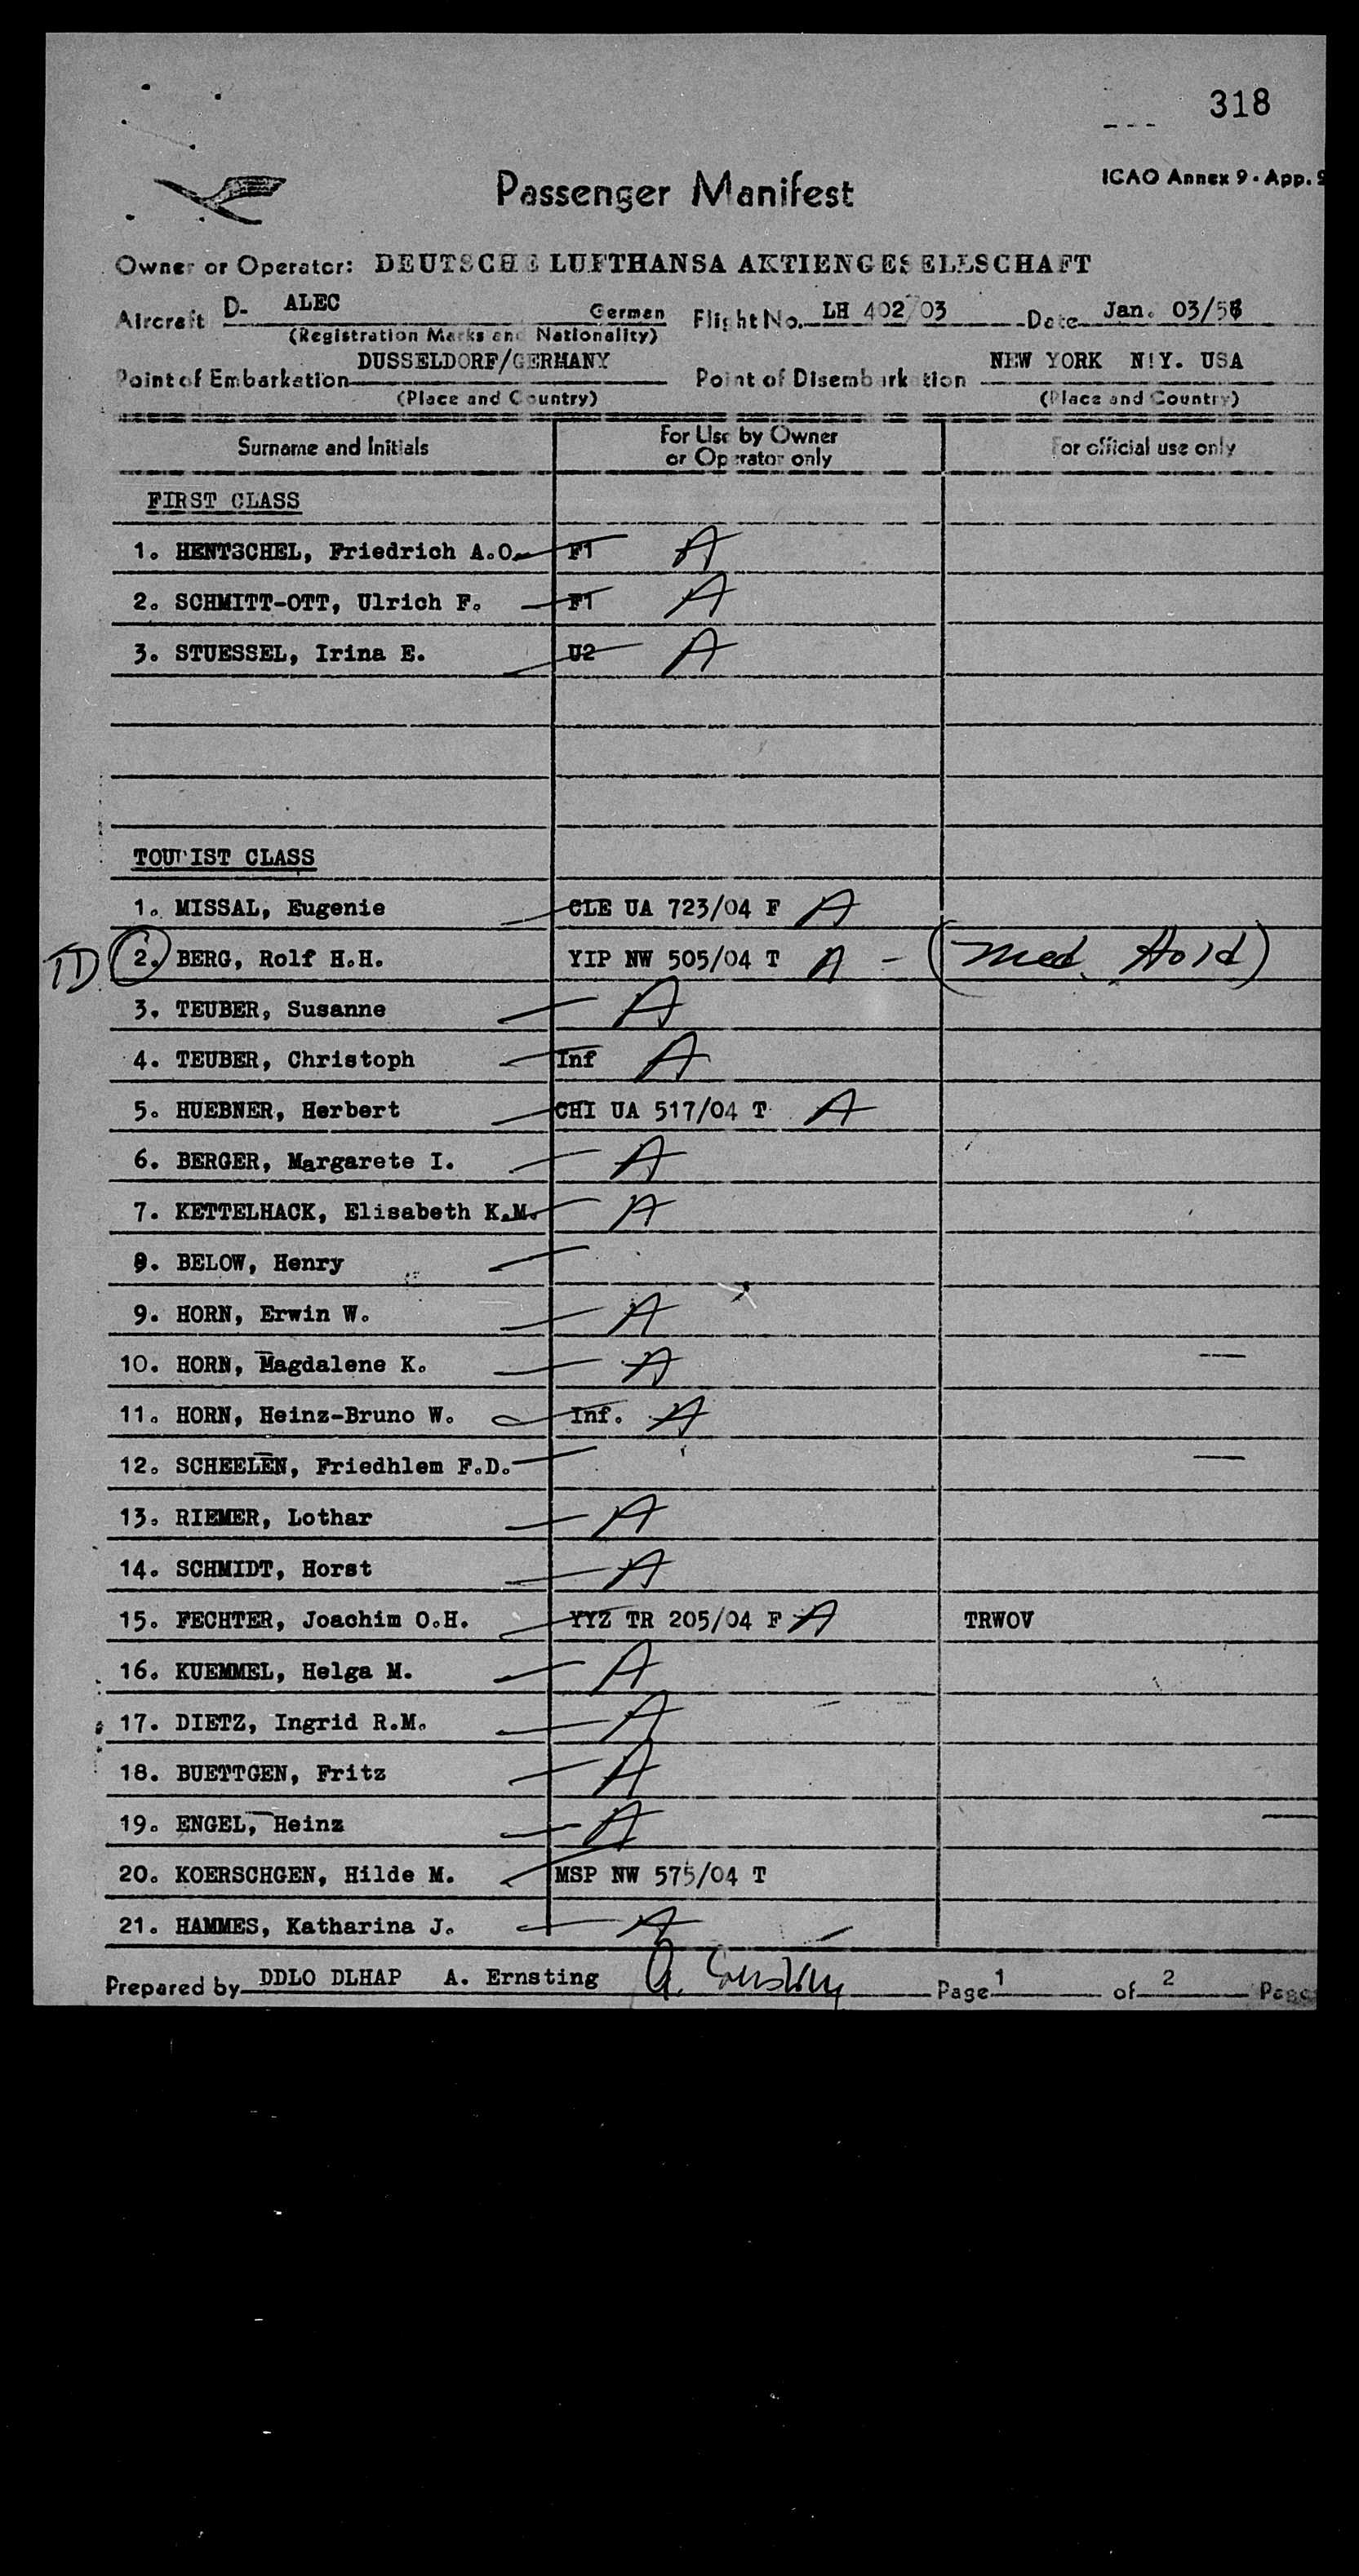 318
ICAO Annex 9 · App.
Passenger Manifest
Owner or Operator: DEUTSCHE LUFTHANSA AKTIENGESELLSCHAFT
Aircraft D- ALEC German Flight No. LH 402/03 Date Jan. 03/56
(Registration Marks and Nationality)
DUSSELDORF/GERMANY NEW YORK N!Y. USA
Point of Embarkation Point of Disembarkation
(Place and Country) (Place and Country)
Surname and Initials For Use by Owner or Operator only For official use only
FIRST CLASS
1. HENTSCHEL, Friedrich A.O. F1 A
2. SCHMITT-OTT, Ulrich F. F1 A
3. STUESSEL, Irina E. U2 A
TOURIST CLASS
1. MISSAL, Eugenie CLE UA 723/04 F A
TD 2. BERG, Rolf H.H. YIP NW 505/04 T A - (Med. Hold)
3. TEUBER, Susanne A
4. TEUBER, Christoph Inf A
5. HUEBNER, Herbert CHI UA 517/04 T A
6. BERGER, Margarete I. A
7. KETTELHACK, Elisabeth K.M. A
8. BELOW, Henry
9. HORN, Erwin W. A
10. HORN, Magdalene K. A
11. HORN, Heinz-Bruno W. Inf. A
12. SCHEELEN, Friedhlem F.D.
13. RIEMER, Lothar A
14. SCHMIDT, Horst A
15. FECHTER, Joachim O.H. YYZ TR 205/04 F A TRWOV
16. KUEMMEL, Helga M. A
17. DIETZ, Ingrid R.M. A
18. BUETTGEN, Fritz A
19. ENGEL, Heinz A
20. KOERSCHGEN, Hilde M. MSP NW 575/04 T
21. HAMMES, Katharina J. A
Prepared by DDLO DLHAP A. Ernsting A. Ernsting Page 1 of 2 Page